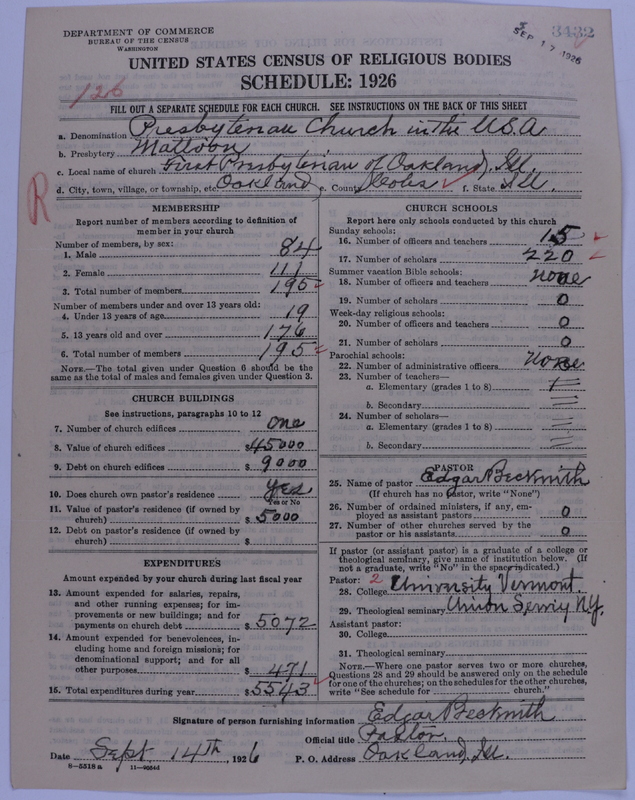 DEPARTMENT OF COMMERCE
BUREAU OF THE CENSUS
WASHINGTON
SEP 17 1926
3432
UNITED STATES CENSUS OF RELIGIOUS BODIES
SCHEDULE: 1926
126
FILL OUT A SEPARATE SCHEDULE FOR EACH CHURCH. SEE INSTRUCTIONS ON THE BACK OF THIS SHEET
a. Denomination Presbyterian Church in the U.S.A
b. Presbytery Mattoon
c. Local name of church First Presbyterian of Oakland, Ill.
d. City, town, village, or township, etc. Oakland e. County Coles f. State Ill.
R
MEMBERSHIP
Report number of members according to definition of
member in your church
Number of members, by sex:
1. Male 84
2. Female 111
3. Total number of members 195
Number of members under and over 13 years old:
4. Under 13 years of age 19
5. 13 years old and over 176
6. Total number of members 195
NOTE.—The total given under Question 6 should be the
same as the total of males and females given under Question 3.
CHURCH BUILDINGS
See instructions, paragraphs 10 to 12
7. Number of church edifices One
8. Value of church edifices $45000
9. Debt on church edifices $9000
10. Does church own pastor's residence Yes
Yes or No
11. Value of pastor's residence (if owned by
church) $5000
12. Debt on pastor's residence (if owned by
church) $
EXPENDITURES
Amount expended by your church during last fiscal year
13. Amount expended for salaries, repairs,
and other running expenses; for im-
provements or new buildings; and for
payments on church debt $5072
14. Amount expended for benevolences, in-
cluding home and foreign missions; for
denominational support; and for all
other purposes $471
15. Total expenditures during year $5543
CHURCH SCHOOLS
Report here only schools conducted by this church
Sunday schools:
16. Number of officers and teachers 15
17. Number of scholars 220
Summer vacation Bible schools:
18. Number of officers and teachers none
19. Number of scholars 0
Week-day religious schools:
20. Number of officers and teachers 0
21. Number of scholars 0
Parochial schools:
22. Number of administrative officers None
23. Number of teachers—
a. Elementary (grades 1 to 8)
b. Secondary
24. Number of scholars—
a. Elementary (grades 1 to 8)
b. Secondary
PASTOR
25. Name of pastor Edgar Beckwith
(If church has no pastor, write "None")
26. Number of ordained ministers, if any, em-
ployed as assistant pastors 0
27. Number of other churches served by the
pastor or his assistants 0
If pastor (or assistant pastor) is a graduate of a college or
theological seminary, give name of institution below. (If
not a graduate, write "No" in the space indicated.)
Pastor: 2
28. College University Vermont
29. Theological seminary Union NY.
Assistant pastor:
30. College
31. Theological seminary
NOTE.—Where one pastor serves two or more churches,
Questions 28 and 29 should be answered only on the schedule
for one of the churches; on the schedules for the other churches,
write "See schedule for church."
Signature of person furnishing information Edgar Beckwith
Official title Pastor.
Date Sept 14th, 1926 P. O. Address Oakland, Ill.
8—5518 a